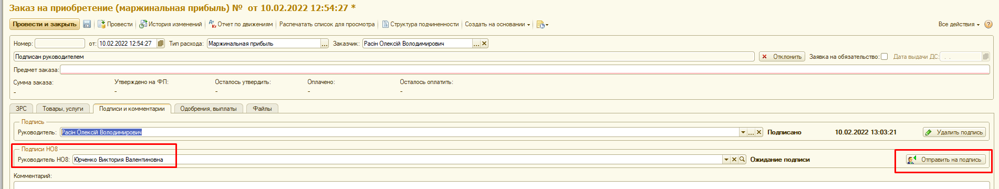 Заказ на приобретение (маржинальная прибыль) № от 10.02.2022 12:54:27 *
Провести и закрыть Провести История изменений Дт Кт Отчет по движениям Распечатать список для просмотра Структура подчиненности Создать на основании Все действия ?
Номер: от: 10.02.2022 12:54:27 Тип расхода: Маржинальная прибыль ... Заказчик: Расін Олексій Володимирович ...
Подписан руководителем Отклонить Заявка на обязательство: Дата выдачи ДС: . .
Предмет заказа:
Сумма заказа: Утверждено на ФП: Осталось утвердить: Оплачено: Осталось оплатить:
- - - - -
ЗРС Товары, услуги Подписи и комментарии Одобрения, выплаты Файлы
Подпись
Руководитель: Расін Олексій Володимирович ... Подписано 10.02.2022 13:03:21 Удалить подпись
Подписи НО8
Руководитель НО8: Юрченко Виктория Валентиновна Ожидание подписи Отправить на подпись
Комментарий: